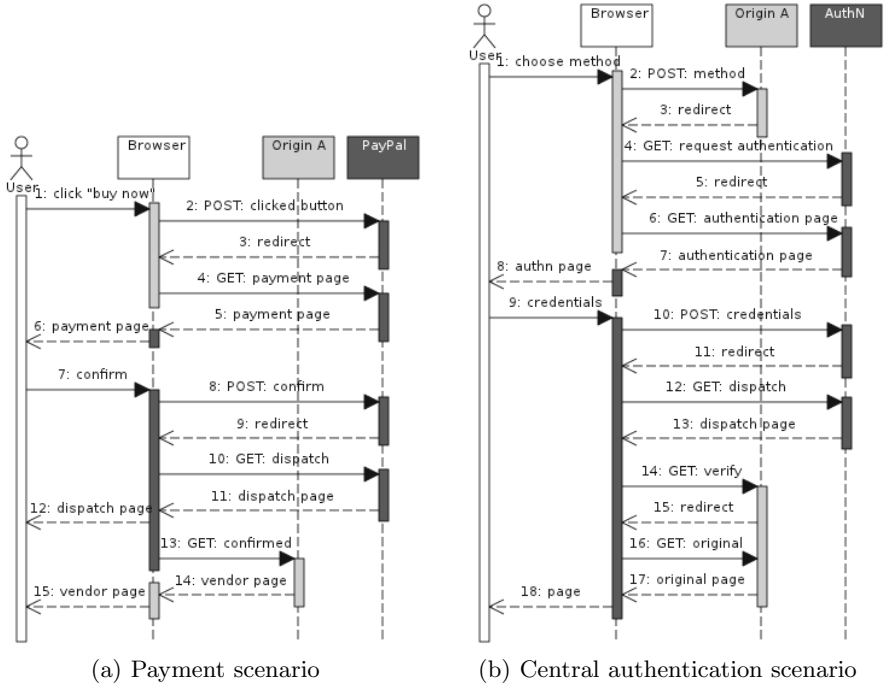 Browser
Origin A
PayPal
User
1: click "buy now"
2: POST: clicked button
3: redirect
4: GET: payment page
5: payment page
6: payment page
7: confirm
8: POST: confirm
9: redirect
10: GET: dispatch
11: dispatch page
12: dispatch page
13: GET: confirmed
14: vendor page
15: vendor page
(a) Payment scenario
Browser
Origin A
AuthN
User
1: choose method
2: POST: method
3: redirect
4: GET: request authentication
5: redirect
6: GET: authentication page
7: authentication page
8: authn page
9: credentials
10: POST: credentials
11: redirect
12: GET: dispatch
13: dispatch page
14: GET: verify
15: redirect
16: GET: original
17: original page
18: page
(b) Central authentication scenario